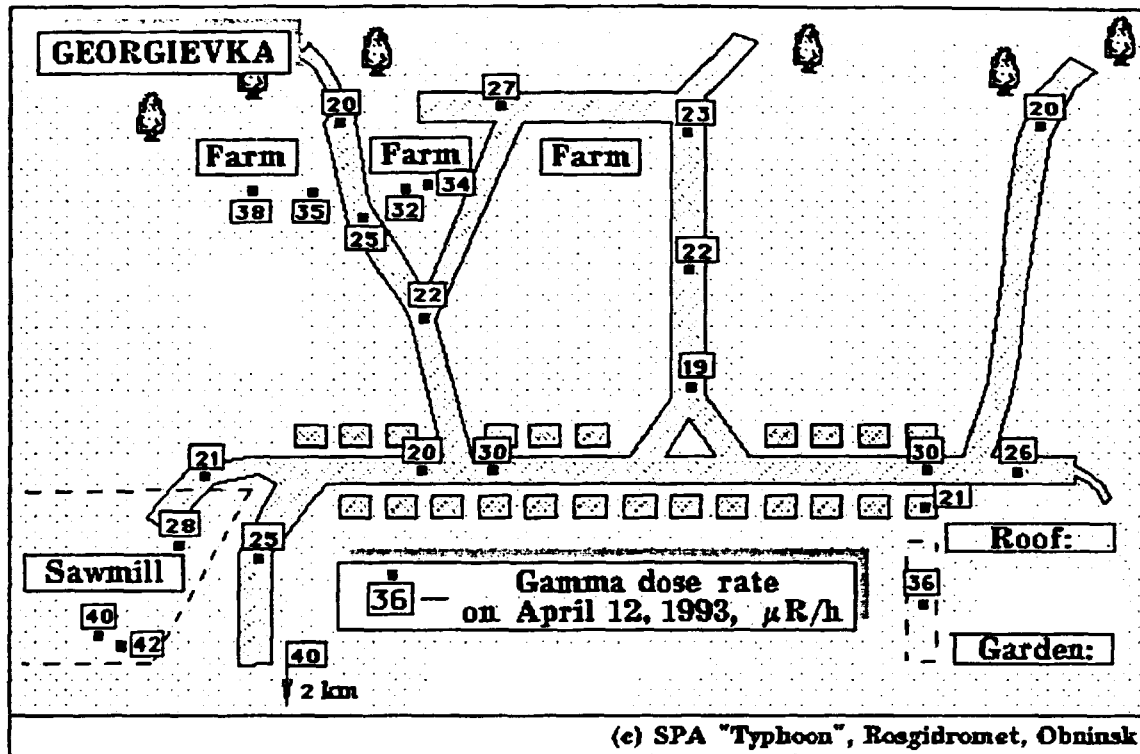 GEORGIEVKA
20
27
23
20
Farm
Farm
Farm
34
38
35
32
25
22
22
19
21
20
30
30
26
28
25
21
Roof:
Sawmill
36 — Gamma dose rate
on April 12, 1993, μR/h
36
40
42
40
Garden:
2 km
(c) SPA "Typhoon", Rosgidromet, Obninsk